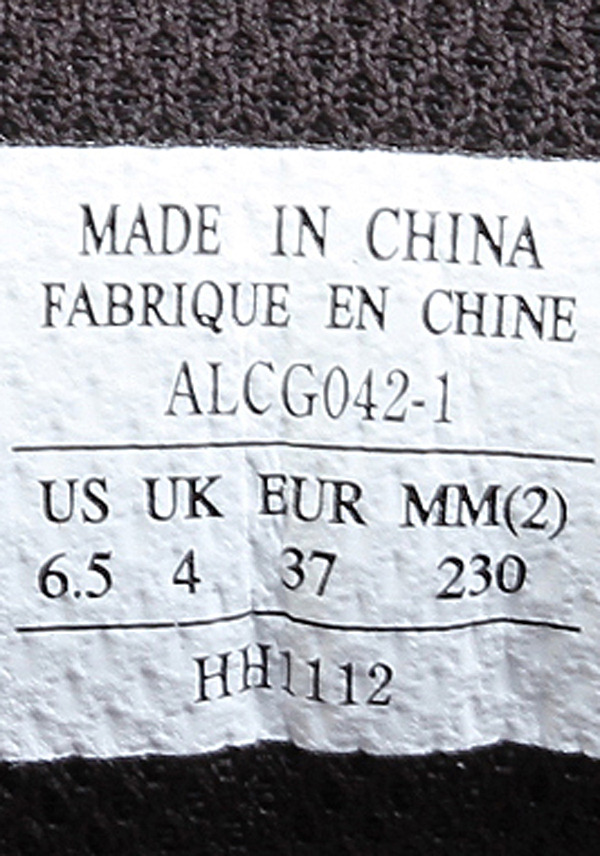 MADE IN CHINA
FABRIQUE EN CHINE
ALCG042-1
US UK EUR MM(2)
6.5 4 37 230
HH1112